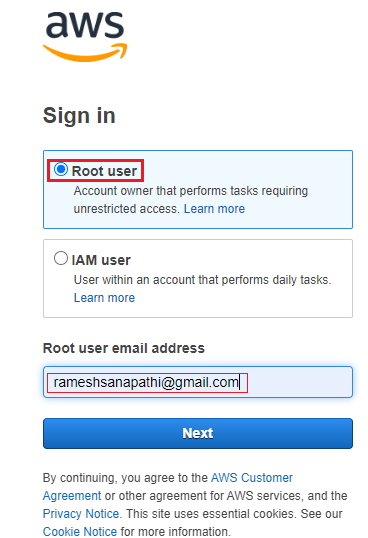 aws
Sign in
Root user
Account owner that performs tasks requiring
unrestricted access. Learn more
IAM user
User within an account that performs daily tasks.
Learn more
Root user email address
rameshsanapathi@gmail.com
Next
By continuing, you agree to the AWS Customer
Agreement or other agreement for AWS services, and the
Privacy Notice. This site uses essential cookies. See our
Cookie Notice for more information.